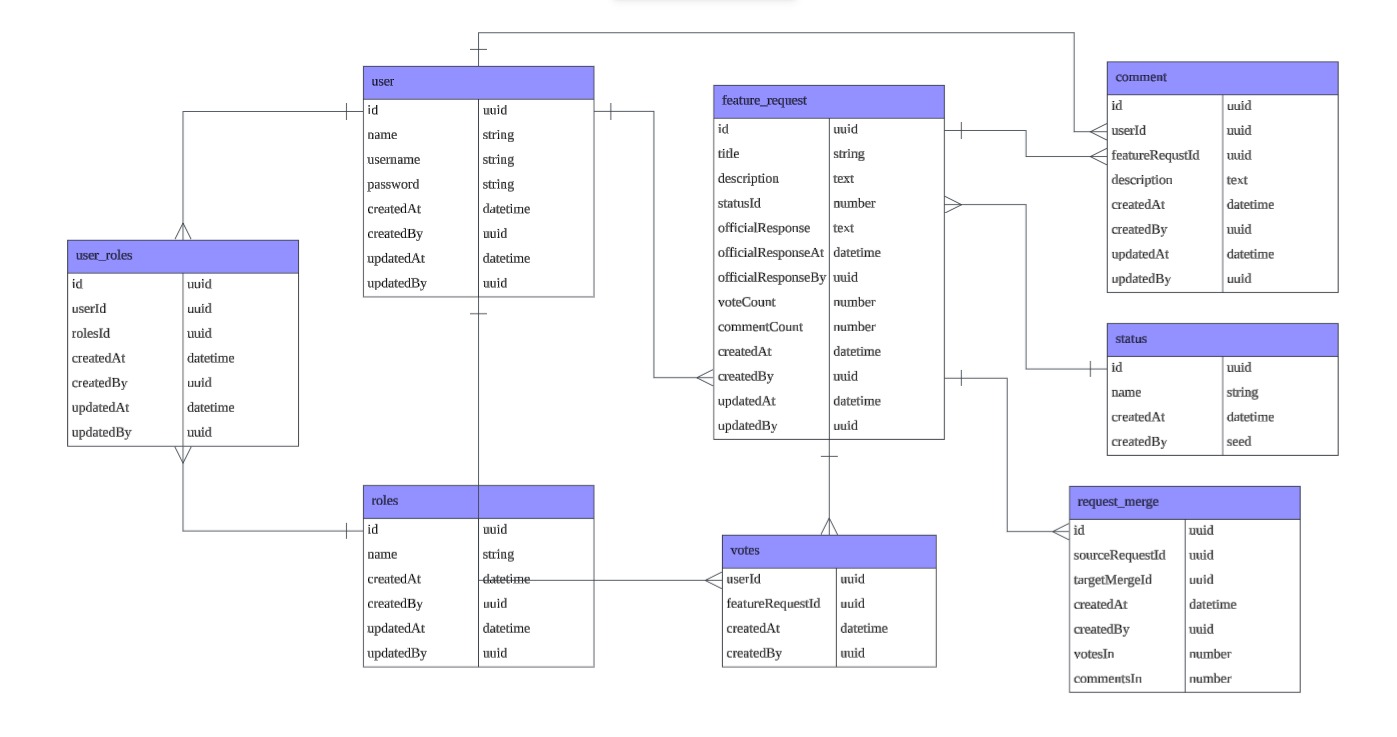 user
id uuid
name string
username string
password string
createdAt datetime
createdBy uuid
updatedAt datetime
updatedBy uuid
feature_request
id uuid
title string
description text
statusId number
officialResponse text
officialResponseAt datetime
officialResponseBy uuid
voteCount number
commentCount number
createdAt datetime
createdBy uuid
updatedAt datetime
updatedBy uuid
comment
id uuid
userId uuid
featureRequstId uuid
description text
createdAt datetime
createdBy uuid
updatedAt datetime
updatedBy uuid
user_roles
id uuid
userId uuid
rolesId uuid
createdAt datetime
createdBy uuid
updatedAt datetime
updatedBy uuid
status
id uuid
name string
createdAt datetime
createdBy seed
roles
id uuid
name string
createdAt datetime
createdBy uuid
updatedAt datetime
updatedBy uuid
votes
userId uuid
featureRequestId uuid
createdAt datetime
createdBy uuid
request_merge
id uuid
sourceRequestId uuid
targetMergeId uuid
createdAt datetime
createdBy uuid
votesIn number
commentsIn number